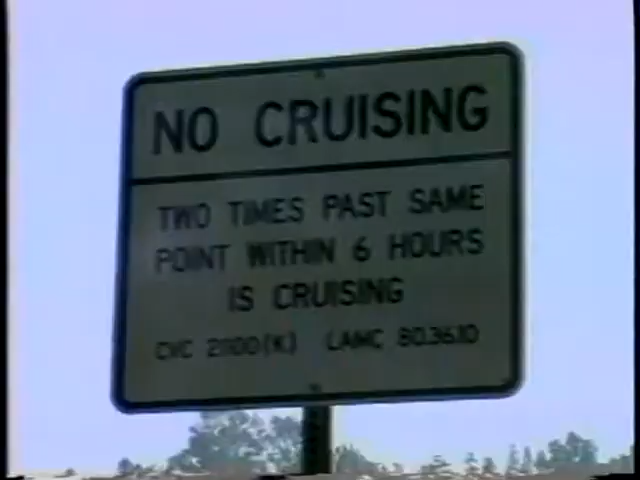 NO CRUISING
TWO TIMES PAST SAME
POINT WITHIN 6 HOURS
IS CRUISING
CVC 21100(K) LAMC 80.36.10